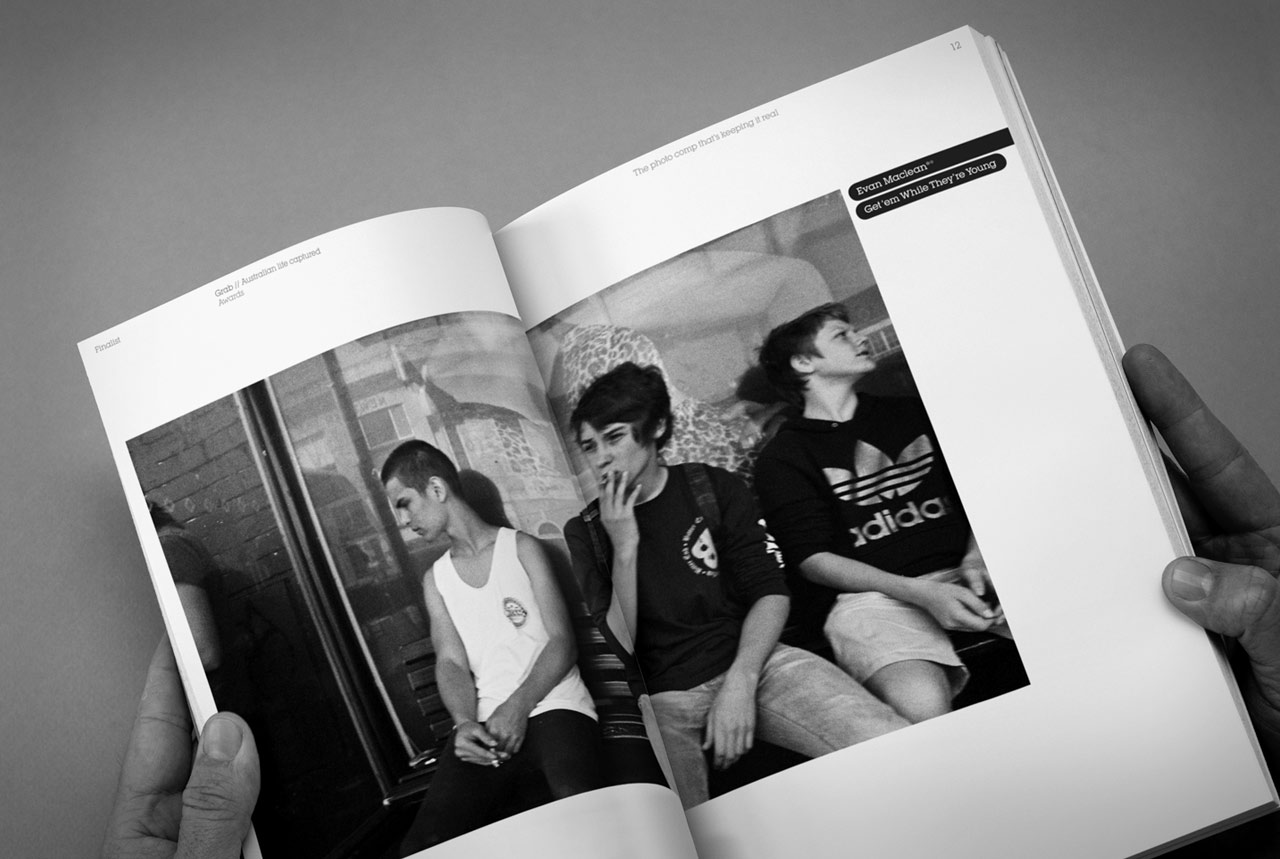 Finalist
Grab // Australian life captured
Awards
The photo comp that's keeping it real
12
Evan Maclean**
Get 'em While They're Young
adidas